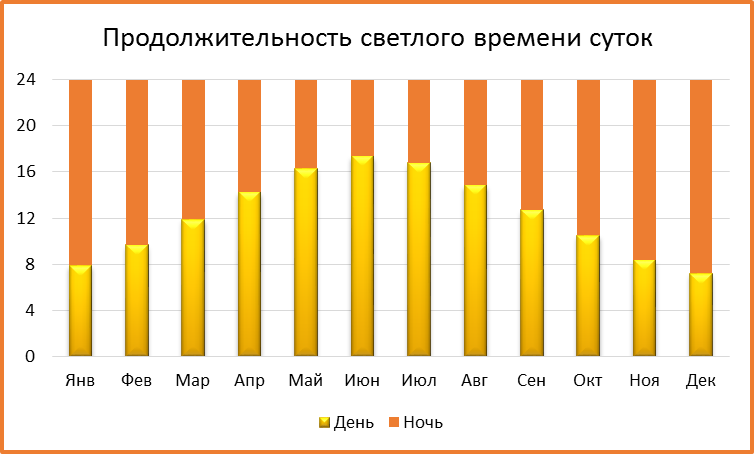 Продолжительность светлого времени суток
24
20
16
12
8
4
0
Янв Фев Мар Апр Май Июн Июл Авг Сен Окт Ноя Дек
День Ночь